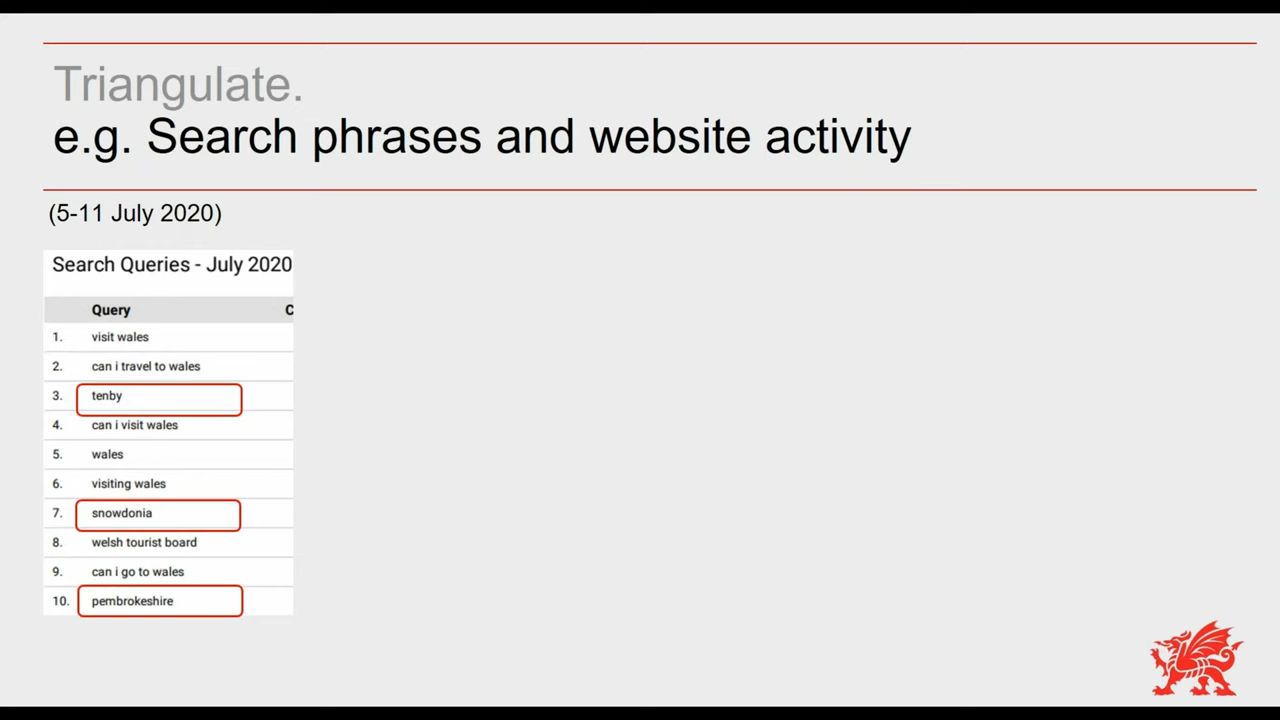 Triangulate.
e.g. Search phrases and website activity
(5-11 July 2020)
Search Queries - July 2020
Query C
1. visit wales
2. can i travel to wales
3. tenby
4. can i visit wales
5. wales
6. visiting wales
7. snowdonia
8. welsh tourist board
9. can i go to wales
10. pembrokeshire